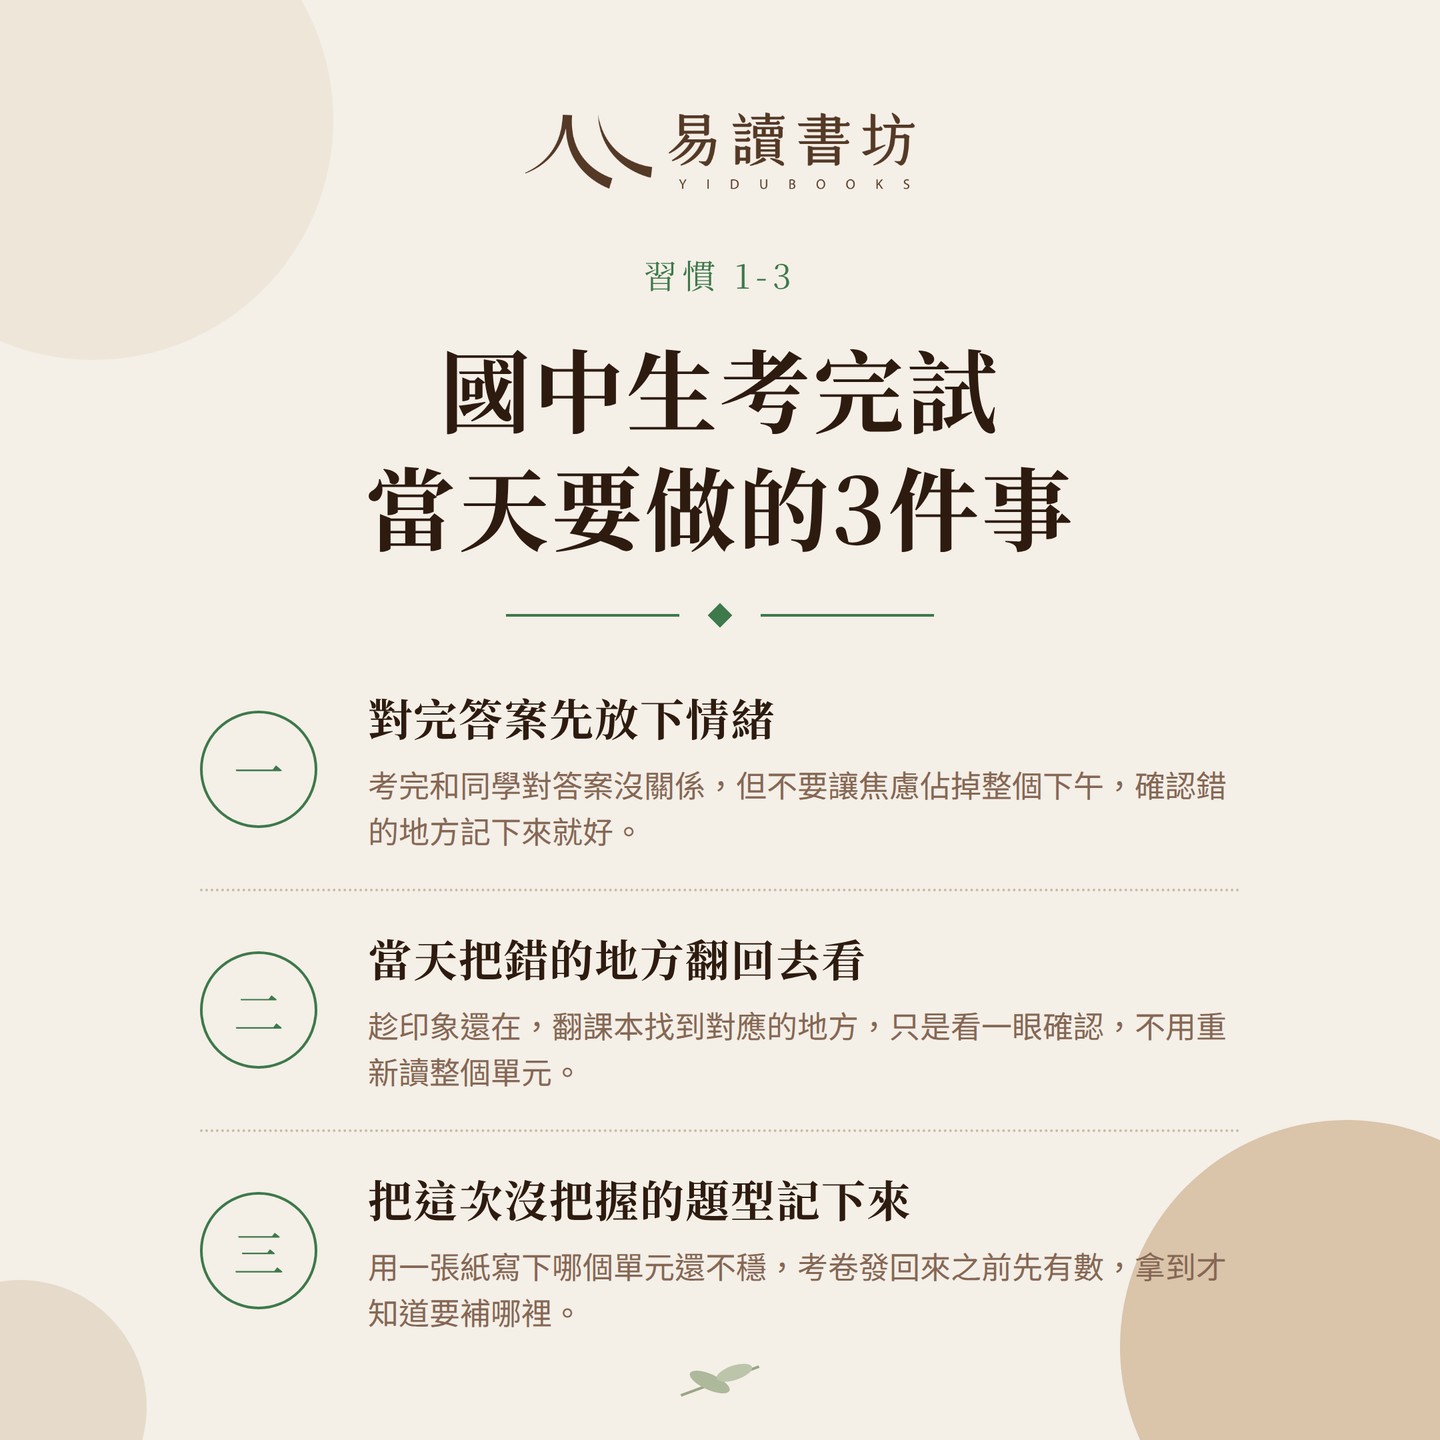 易讀書坊
YIDUBOOKS
習慣 1-3
國中生考完試
當天要做的3件事
一
對完答案先放下情緒
考完和同學對答案沒關係，但不要讓焦慮佔掉整個下午，確認錯
的地方記下來就好。
二
當天把錯的地方翻回去看
趁印象還在，翻課本找到對應的地方，只是看一眼確認，不用重
新讀整個單元。
三
把這次沒把握的題型記下來
用一張紙寫下哪個單元還不穩，考卷發回來之前先有數，拿到才
知道要補哪裡。